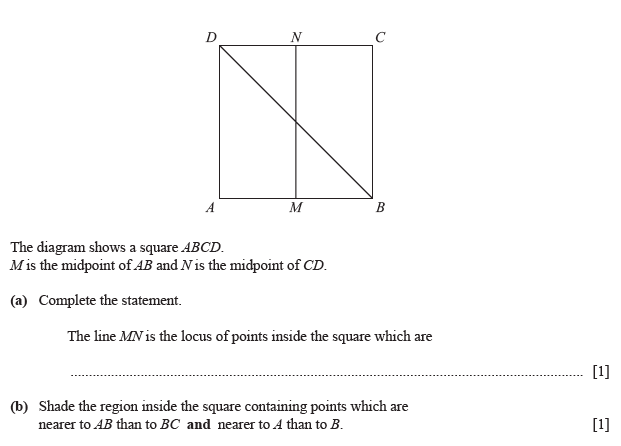 D N C
A M B
The diagram shows a square ABCD.
M is the midpoint of AB and N is the midpoint of CD.
(a) Complete the statement.
The line MN is the locus of points inside the square which are
.................................................................................................................................................. [1]
(b) Shade the region inside the square containing points which are
nearer to AB than to BC and nearer to A than to B. [1]